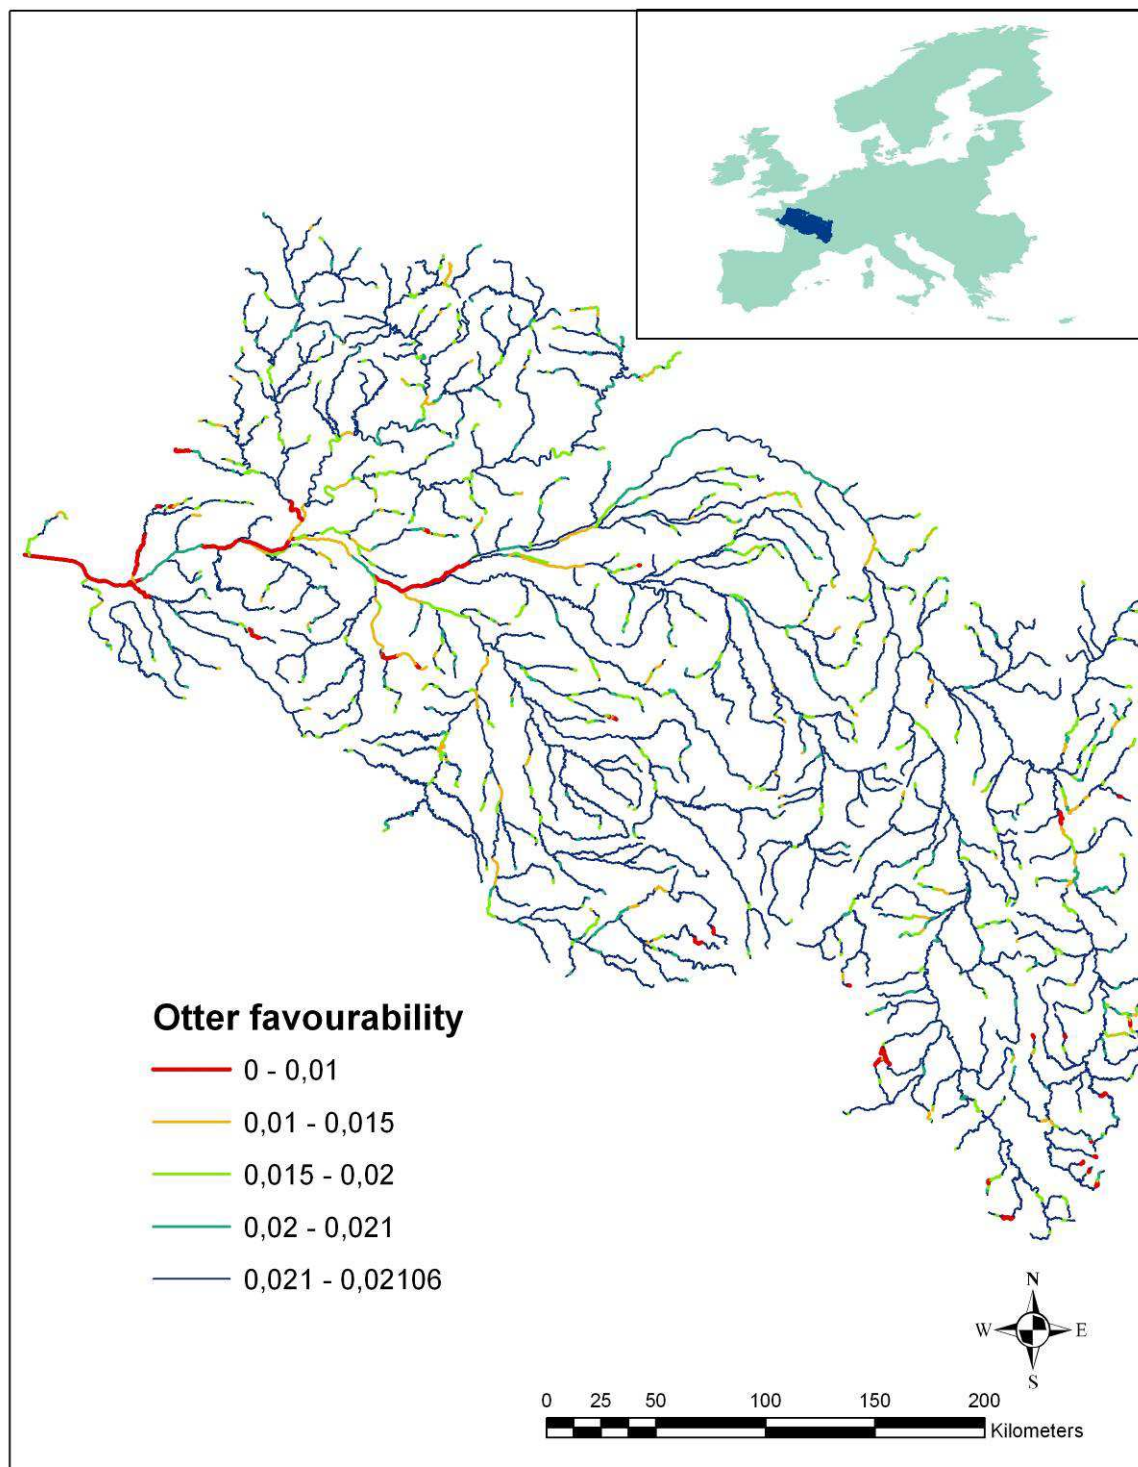 Otter favourability
0 - 0,01
0,01 - 0,015
0,015 - 0,02
0,02 - 0,021
0,021 - 0,02106
N
W E
S
0 25 50 100 150 200
Kilometers